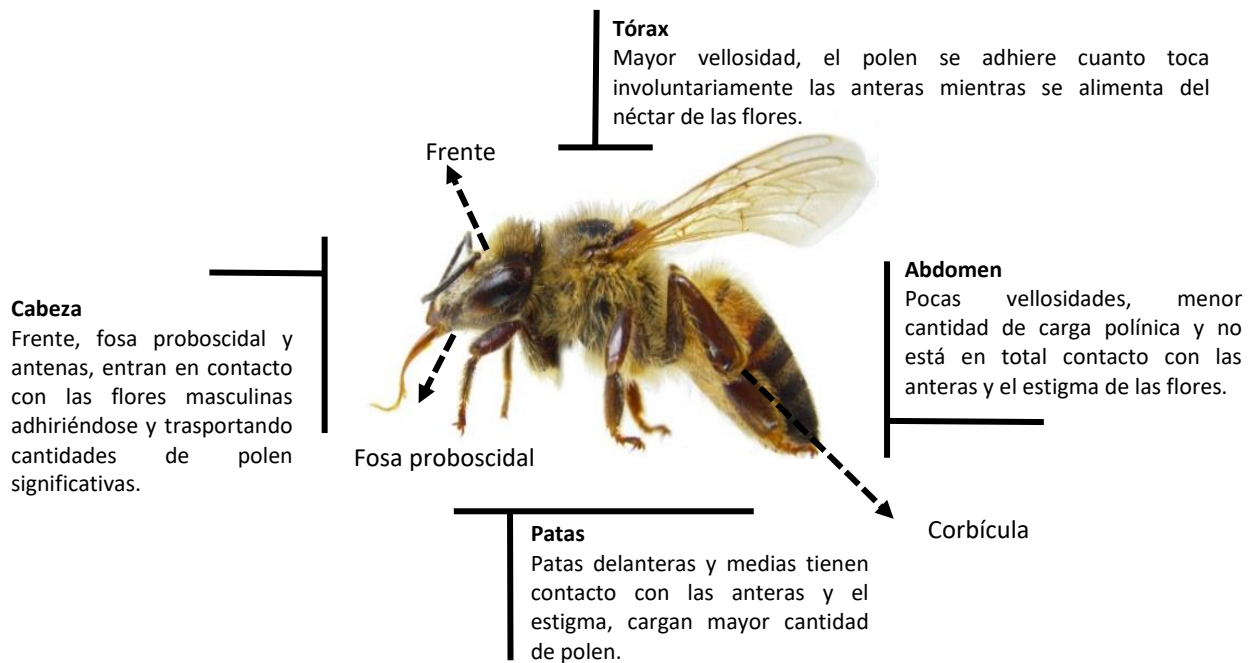 Tórax
Mayor vellosidad, el polen se adhiere cuanto toca
involuntariamente las anteras mientras se alimenta del
néctar de las flores.
Frente
Cabeza
Frente, fosa proboscidal y
antenas, entran en contacto
con las flores masculinas
adhiriéndose y trasportando
cantidades de polen
significativas.
Abdomen
Pocas vellosidades, menor
cantidad de carga polínica y no
está en total contacto con las
anteras y el estigma de las flores.
Fosa proboscidal
Corbícula
Patas
Patas delanteras y medias tienen
contacto con las anteras y el
estigma, cargan mayor cantidad
de polen.